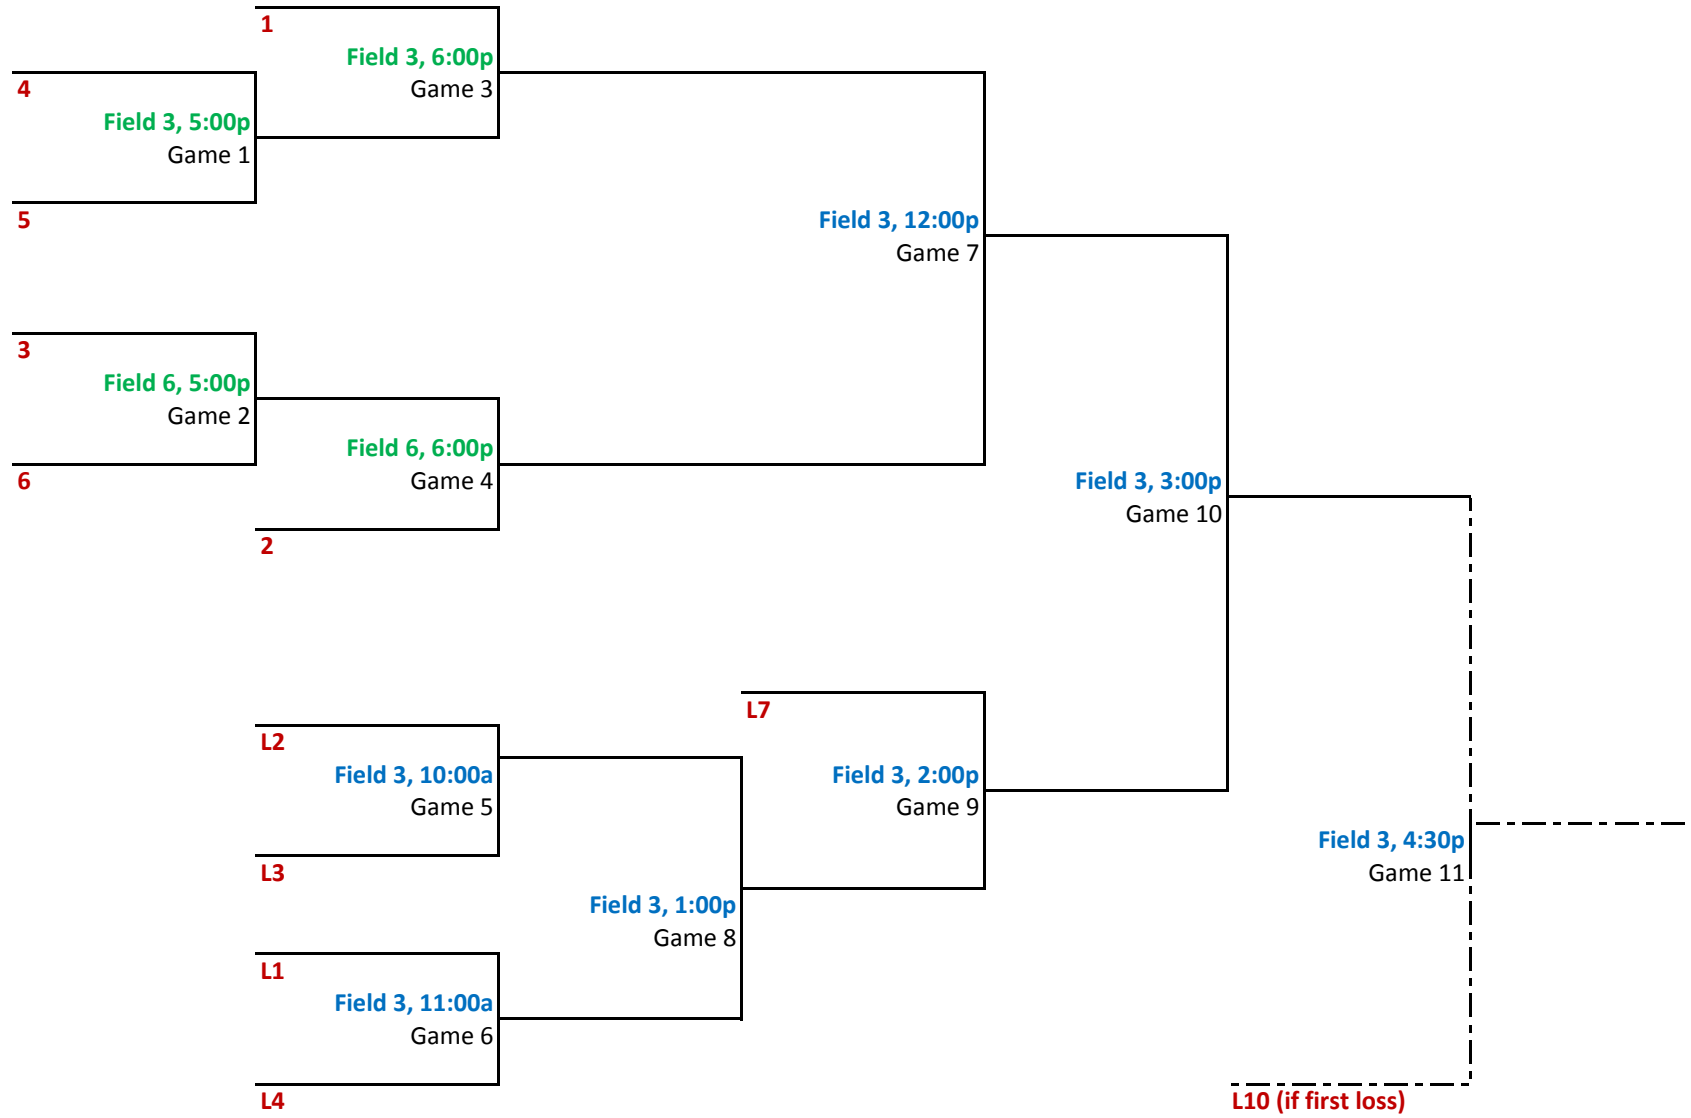 1
Field 3, 6:00p
Game 3
4
Field 3, 5:00p
Game 1
5
Field 3, 12:00p
Game 7
3
Field 6, 5:00p
Game 2
6
Field 6, 6:00p
Game 4
2
Field 3, 3:00p
Game 10
L7
L2
Field 3, 10:00a
Game 5
L3
Field 3, 2:00p
Game 9
Field 3, 4:30p
Game 11
Field 3, 1:00p
Game 8
L1
Field 3, 11:00a
Game 6
L4
L10 (if first loss)